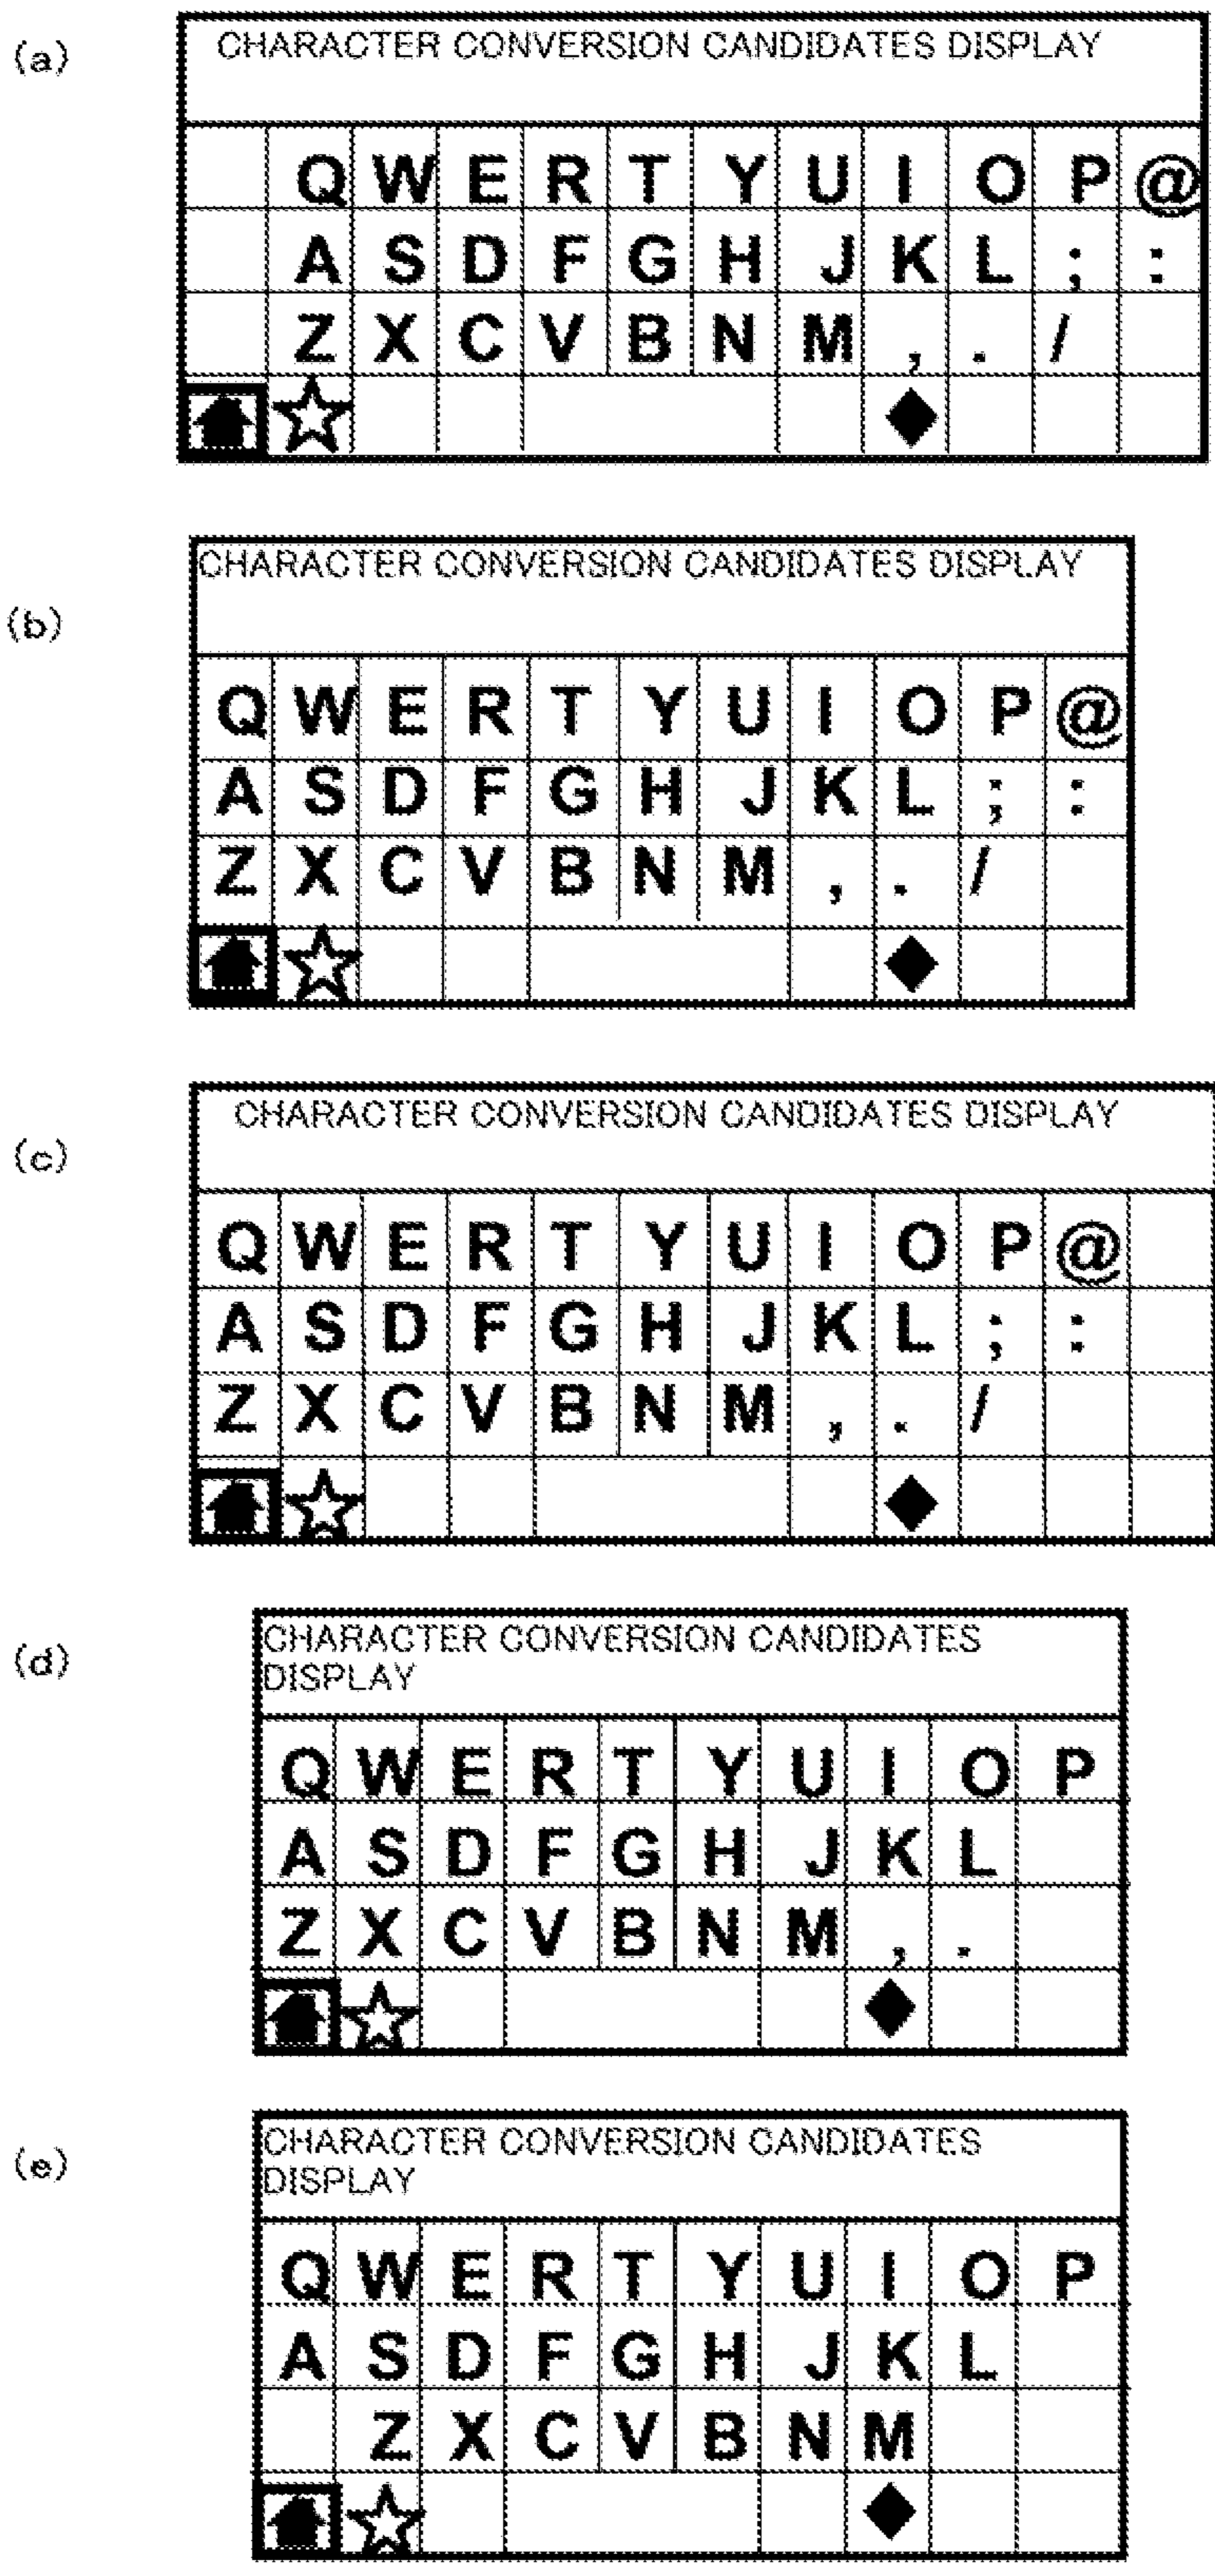 (a)
CHARACTER CONVERSION CANDIDATES DISPLAY
Q W E R T Y U I O P @
A S D F G H J K L ; :
Z X C V B N M , . /
(b)
CHARACTER CONVERSION CANDIDATES DISPLAY
Q W E R T Y U I O P @
A S D F G H J K L ; :
Z X C V B N M , . /
(c)
CHARACTER CONVERSION CANDIDATES DISPLAY
Q W E R T Y U I O P @
A S D F G H J K L ; :
Z X C V B N M , . /
(d)
CHARACTER CONVERSION CANDIDATES
DISPLAY
Q W E R T Y U I O P
A S D F G H J K L
Z X C V B N M , .
(e)
CHARACTER CONVERSION CANDIDATES
DISPLAY
Q W E R T Y U I O P
A S D F G H J K L
Z X C V B N M